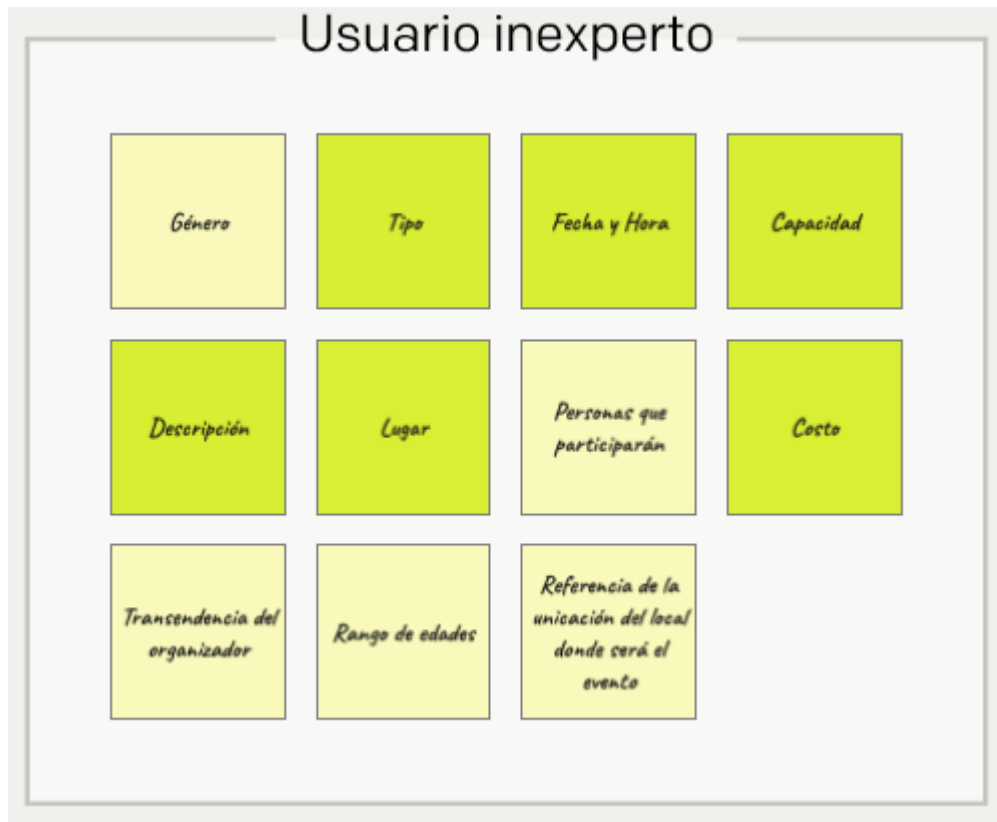 Usuario inexperto
Género
Tipo
Fecha y Hora
Capacidad
Descripción
Lugar
Personas que
participarán
Costo
Transendencia del
organizador
Rango de edades
Referencia de la
unicación del local
donde será el
evento